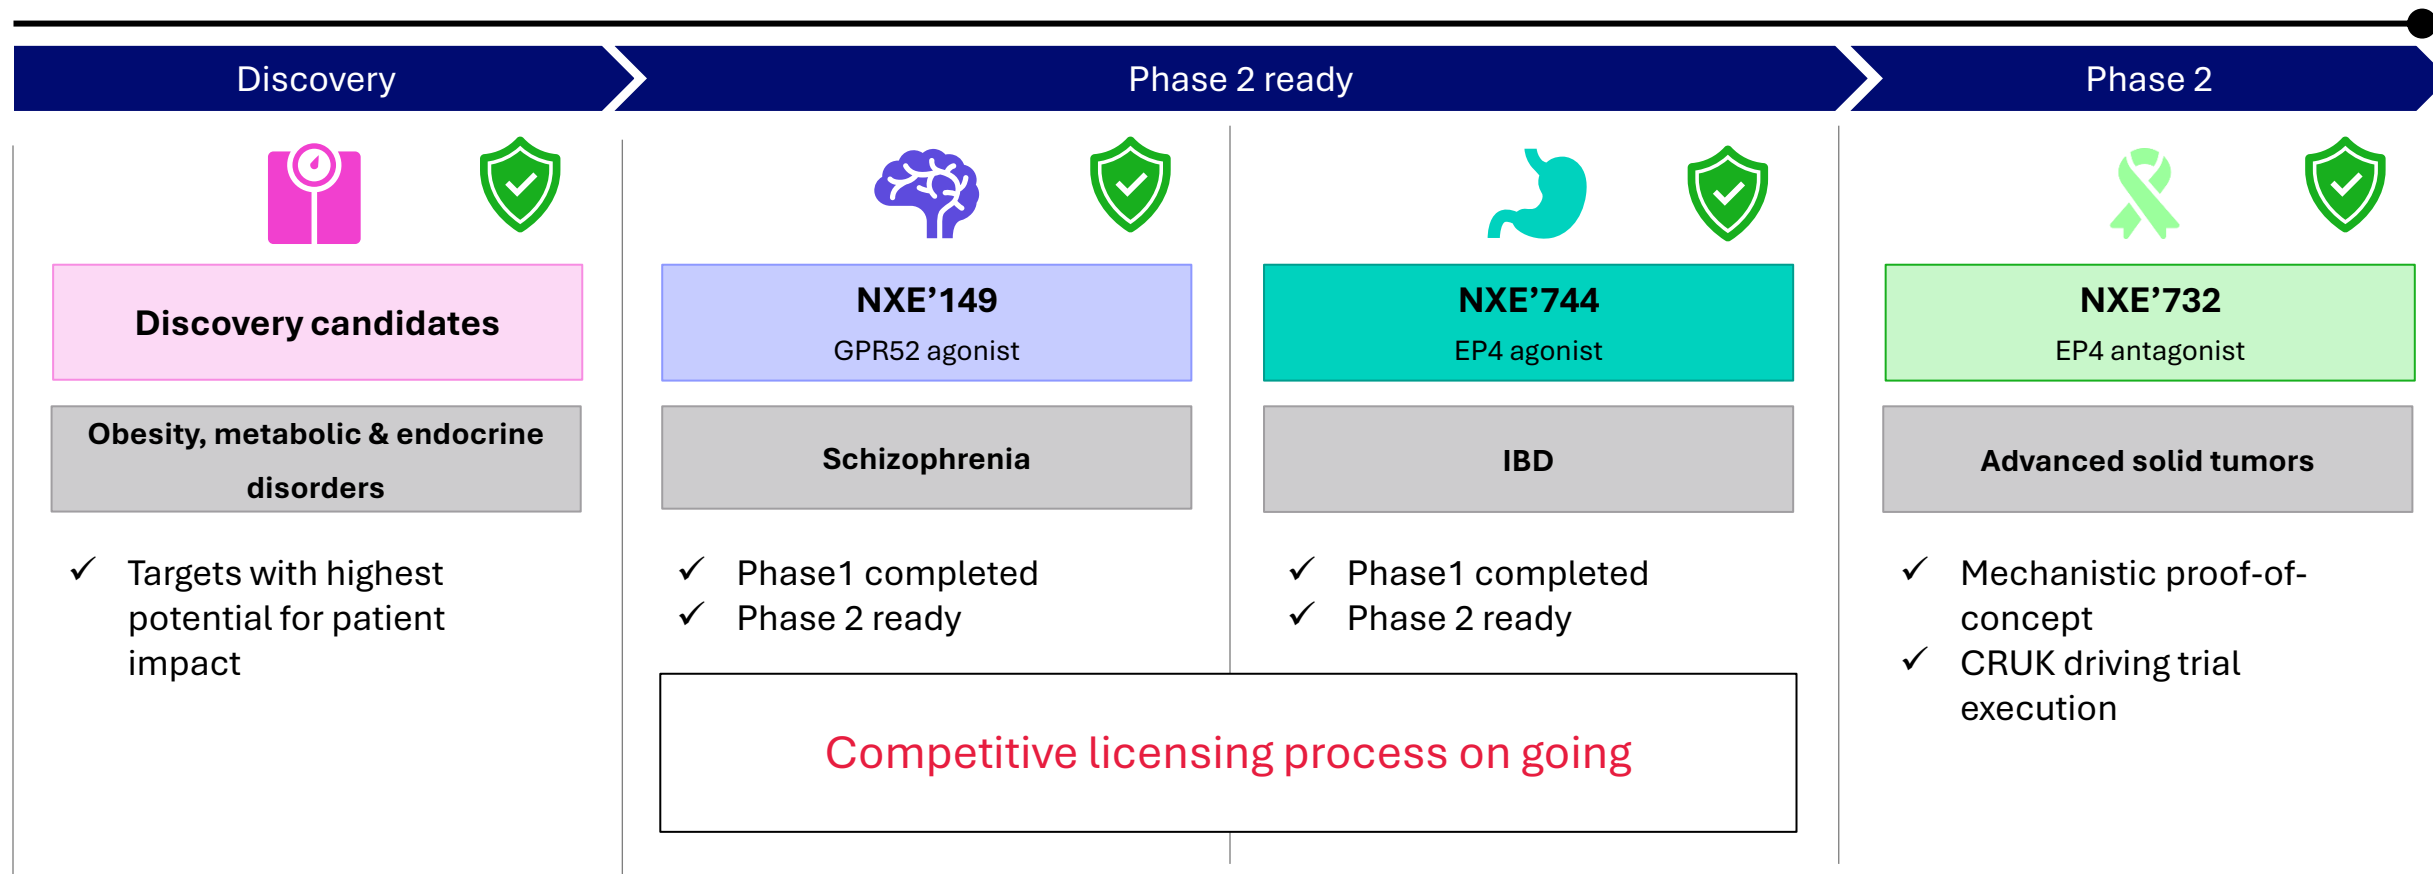 Discovery
Phase 2 ready
Phase 2
Discovery candidates
Obesity, metabolic & endocrine
disorders
✓ Targets with highest
potential for patient
impact
NXE’149
GPR52 agonist
Schizophrenia
✓ Phase1 completed
✓ Phase 2 ready
NXE’744
EP4 agonist
IBD
✓ Phase1 completed
✓ Phase 2 ready
Competitive licensing process on going
NXE’732
EP4 antagonist
Advanced solid tumors
✓ Mechanistic proof-of-
concept
✓ CRUK driving trial
execution